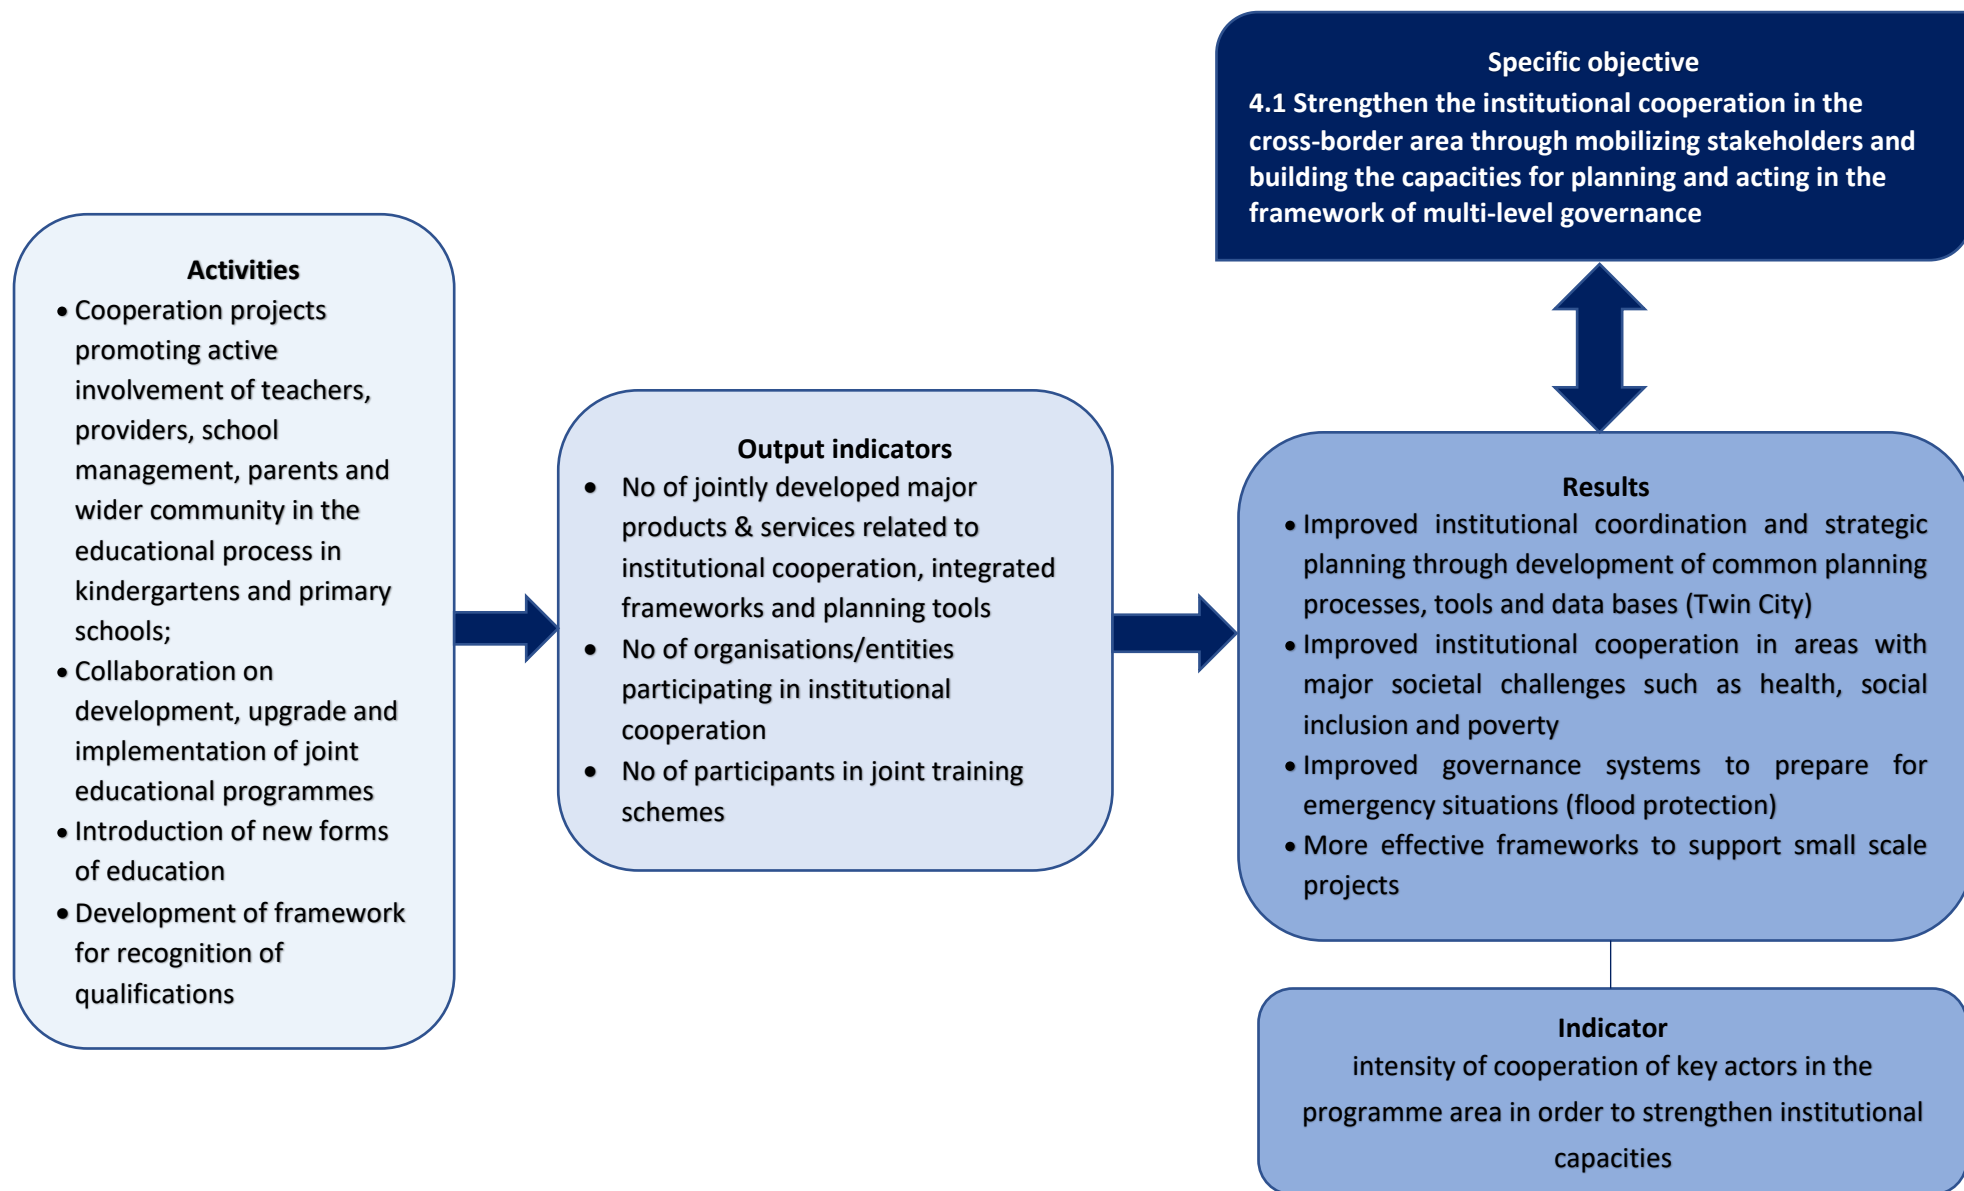 Specific objective
4.1 Strengthen the institutional cooperation in the
cross-border area through mobilizing stakeholders and
building the capacities for planning and acting in the
framework of multi-level governance
Activities
• Cooperation projects
promoting active
involvement of teachers,
providers, school
management, parents and
wider community in the
educational process in
kindergartens and primary
schools;
• Collaboration on
development, upgrade and
implementation of joint
educational programmes
• Introduction of new forms
of education
• Development of framework
for recognition of
qualifications
Output indicators
• No of jointly developed major
products & services related to
institutional cooperation, integrated
frameworks and planning tools
• No of organisations/entities
participating in institutional
cooperation
• No of participants in joint training
schemes
Results
• Improved institutional coordination and strategic
planning through development of common planning
processes, tools and data bases (Twin City)
• Improved institutional cooperation in areas with
major societal challenges such as health, social
inclusion and poverty
• Improved governance systems to prepare for
emergency situations (flood protection)
• More effective frameworks to support small scale
projects
Indicator
intensity of cooperation of key actors in the
programme area in order to strengthen institutional
capacities